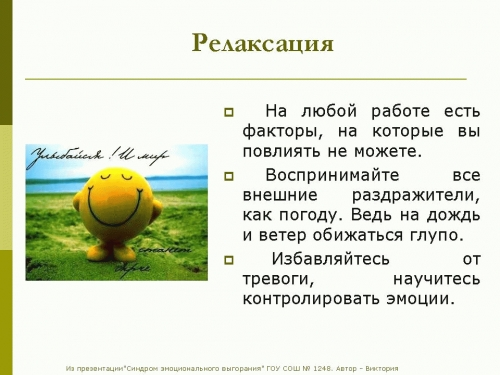 Релаксация
На любой работе есть
факторы, на которые вы
повлиять не можете.
Воспринимайте все
внешние раздражители,
как погоду. Ведь на дождь
и ветер обижаться глупо.
Избавляйтесь от
тревоги, научитесь
контролировать эмоции.
Улыбайся ! И мир
станет
ярче
Из презентации"Синдром эмоционального выгорания" ГОУ СОШ № 1248. Автор – Виктория